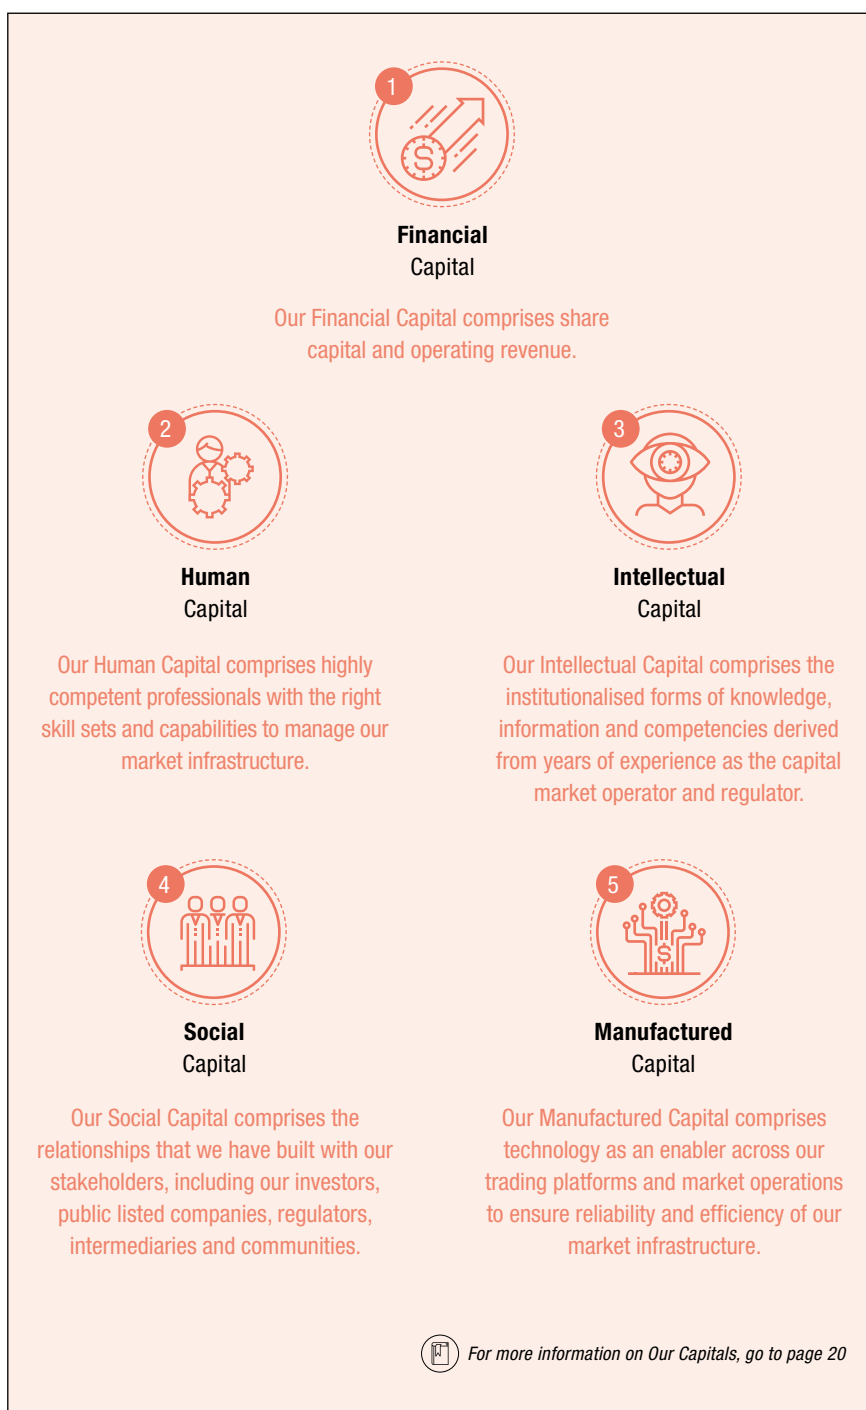 1
Financial
Capital
Our Financial Capital comprises share
capital and operating revenue.
2
Human
Capital
Our Human Capital comprises highly
competent professionals with the right
skill sets and capabilities to manage our
market infrastructure.
3
Intellectual
Capital
Our Intellectual Capital comprises the
institutionalised forms of knowledge,
information and competencies derived
from years of experience as the capital
market operator and regulator.
4
Social
Capital
Our Social Capital comprises the
relationships that we have built with our
stakeholders, including our investors,
public listed companies, regulators,
intermediaries and communities.
5
Manufactured
Capital
Our Manufactured Capital comprises
technology as an enabler across our
trading platforms and market operations
to ensure reliability and efficiency of our
market infrastructure.
For more information on Our Capitals, go to page 20